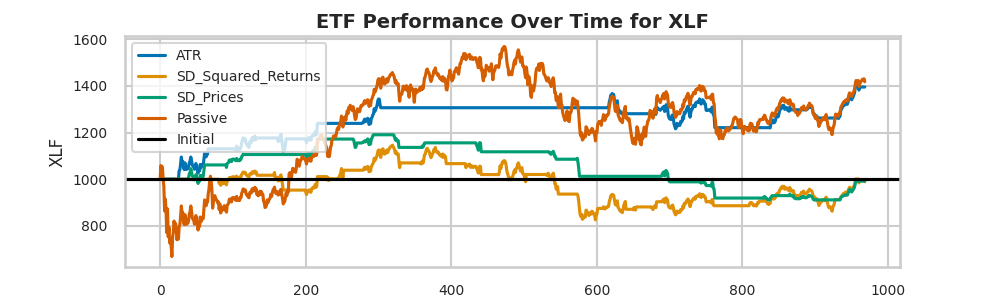 ETF Performance Over Time for XLF
1600
1400
1200
1000
800
XLF
ATR
SD_Squared_Returns
SD_Prices
Passive
Initial
0 200 400 600 800 1000